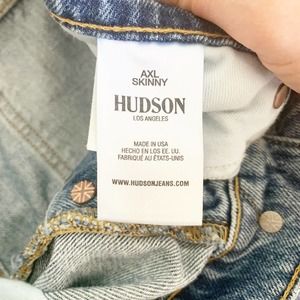 AXL
SKINNY
HUDSON
LOS ANGELES
MADE IN USA
HECHO EN LOS EE. UU.
FABRIQUÉ AU ÉTATS-UNIS
WWW.HUDSONJEANS.COM